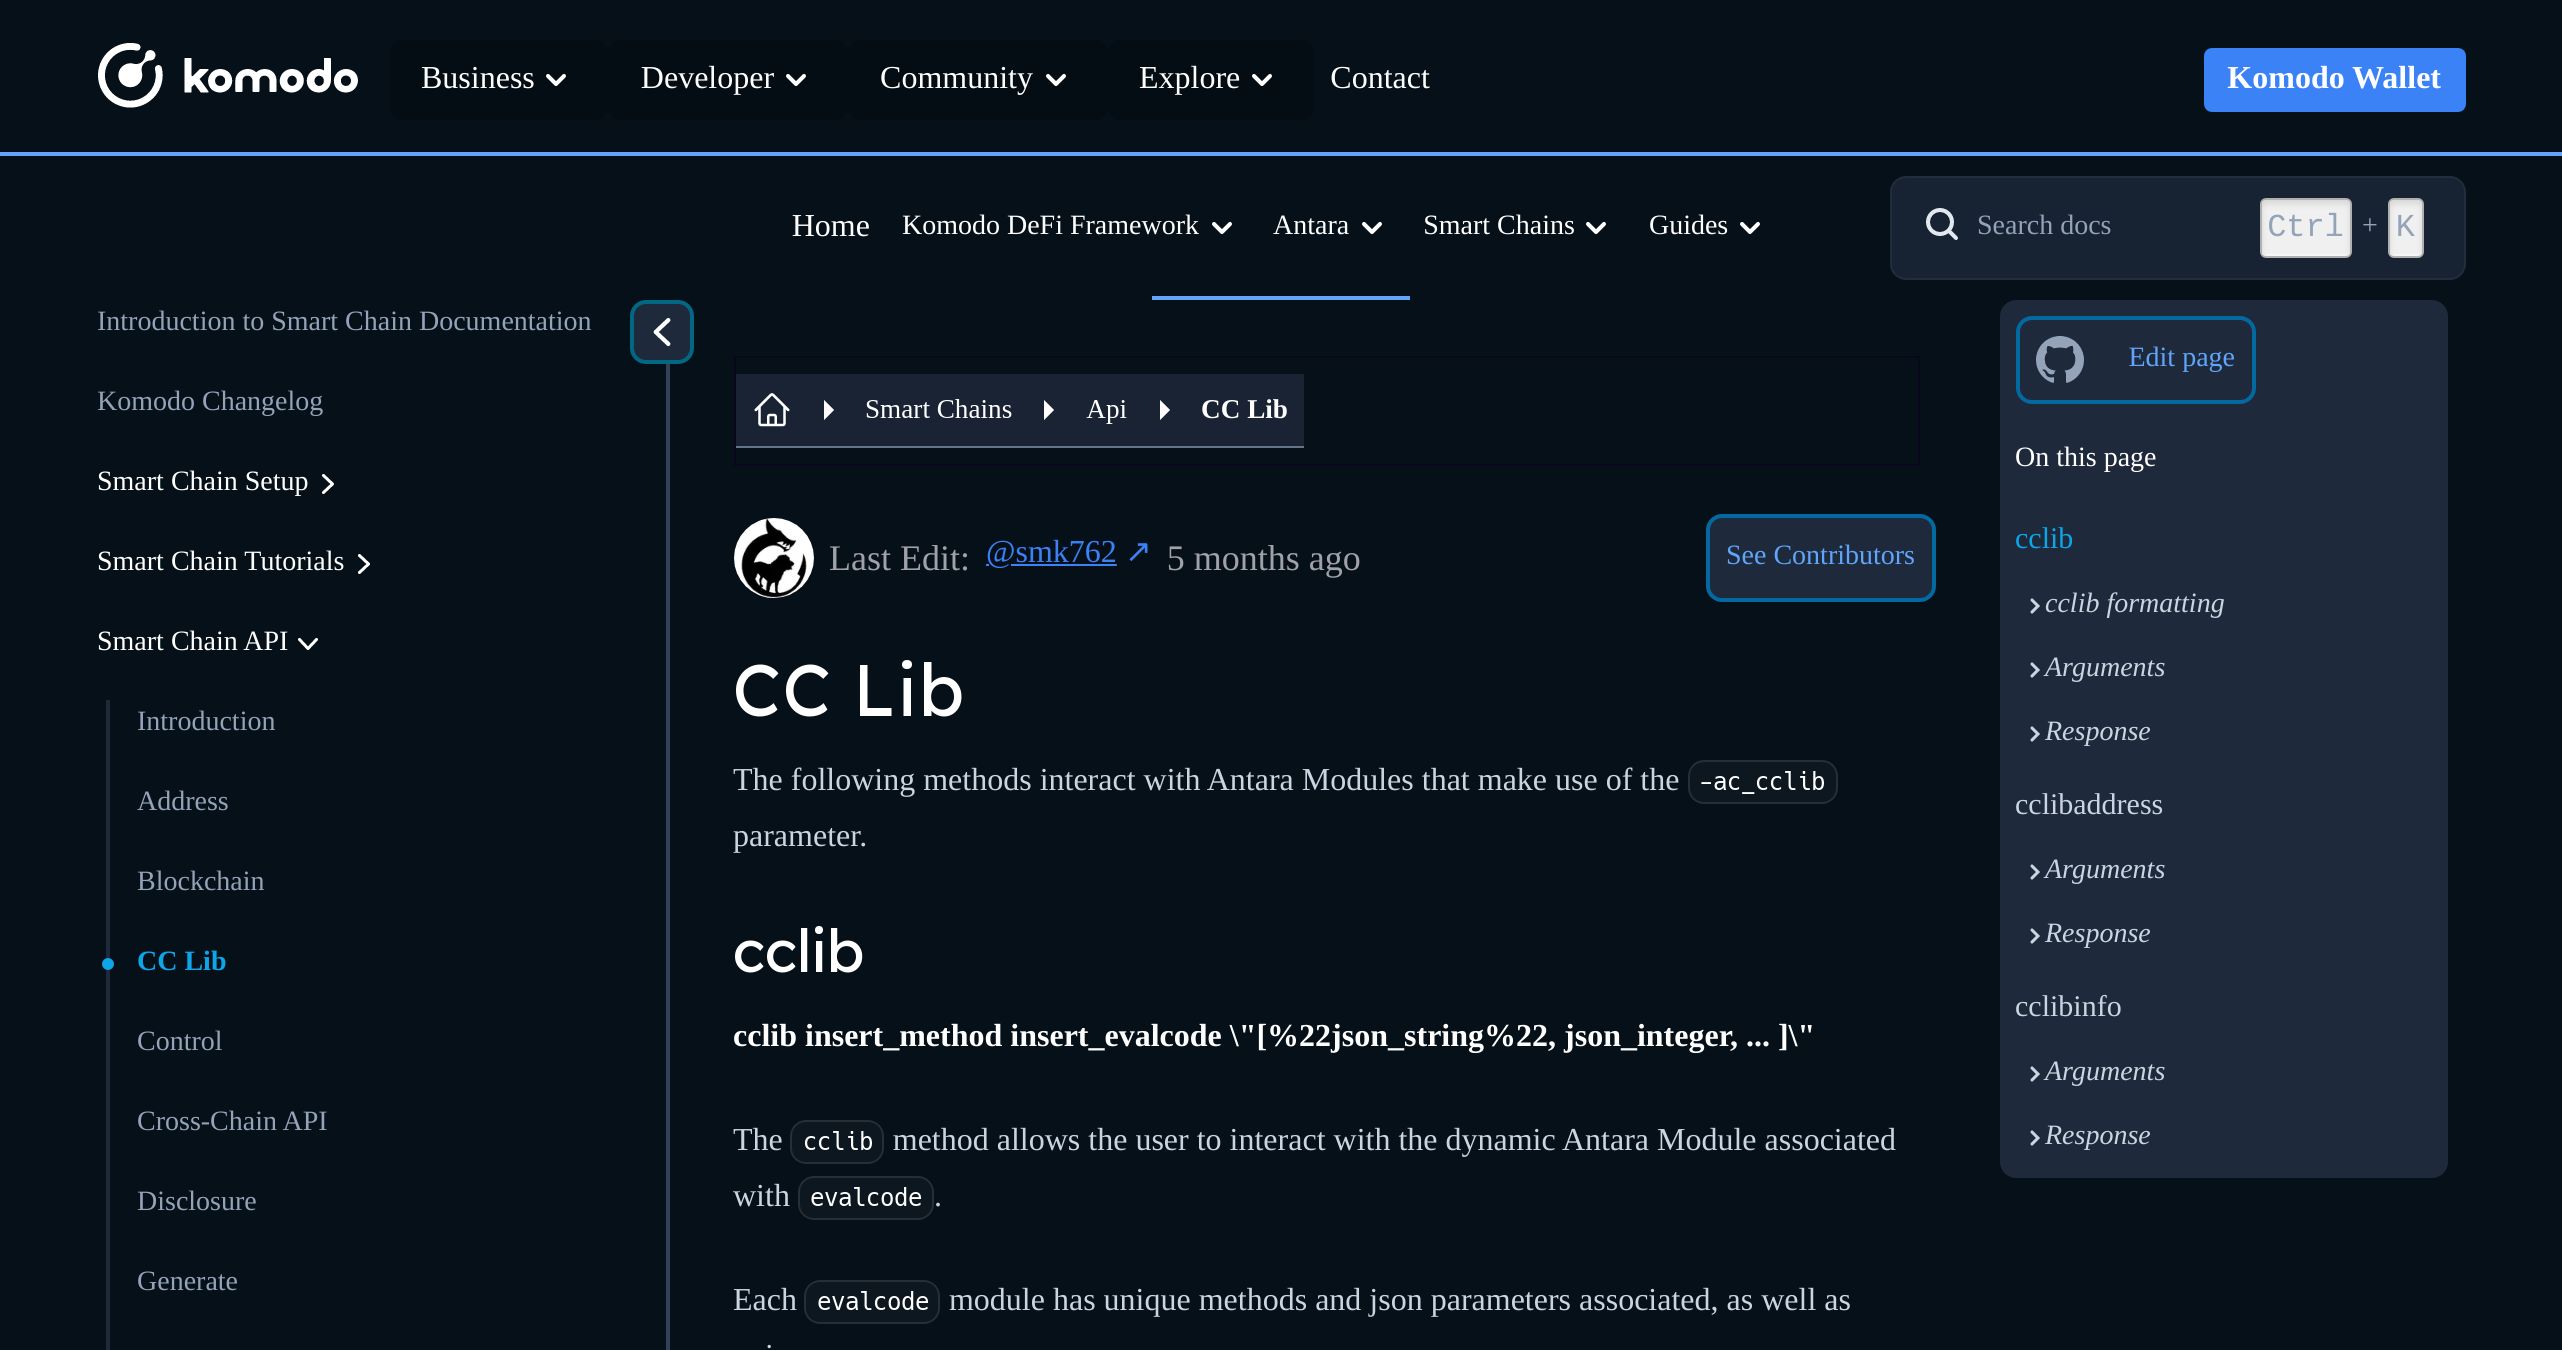 komodo Business Developer Community Explore Contact Komodo Wallet
Home Komodo DeFi Framework Antara Smart Chains Guides Search docs Ctrl + K
Introduction to Smart Chain Documentation
Komodo Changelog
Smart Chain Setup
Smart Chain Tutorials
Smart Chain API
Introduction
Address
Blockchain
CC Lib
Control
Cross-Chain API
Disclosure
Generate
Smart Chains Api CC Lib
Last Edit: @smk762 ↗ 5 months ago See Contributors
CC Lib
The following methods interact with Antara Modules that make use of the -ac_cclib
parameter.
cclib
cclib insert_method insert_evalcode \"[%22json_string%22, json_integer, ... ]\"
The cclib method allows the user to interact with the dynamic Antara Module associated
with evalcode.
Each evalcode module has unique methods and json parameters associated, as well as
Edit page
On this page
cclib
cclib formatting
Arguments
Response
cclibaddress
Arguments
Response
cclibinfo
Arguments
Response